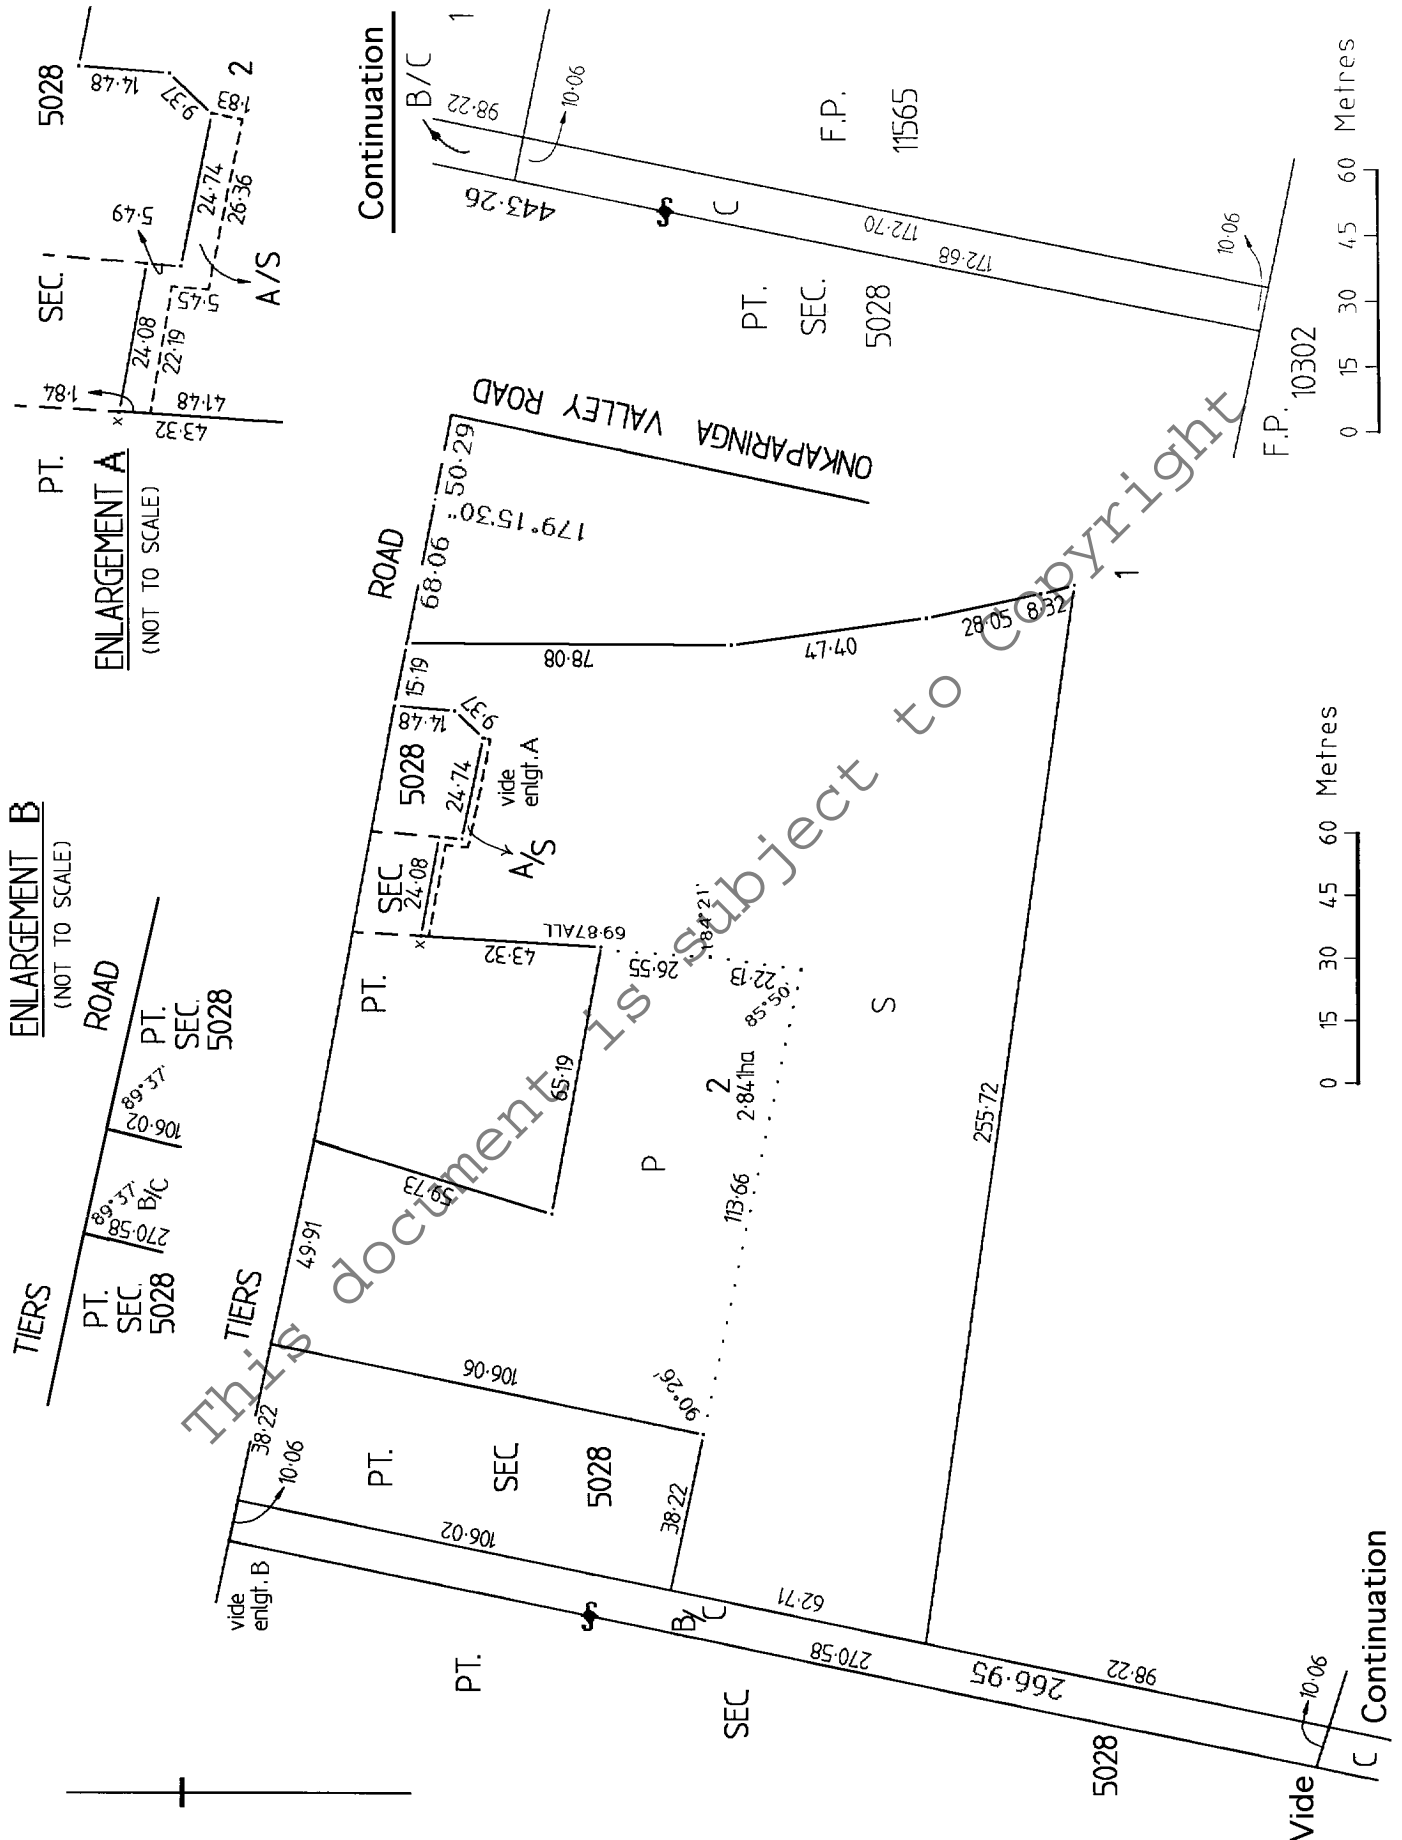 PT. SEC. 5028
1·84
24·08
22·19
5·49
5·45
24·74
26·36
14·48
9·37
1·83
2
A/S
x
41·48
43·32
ENLARGEMENT A
(NOT TO SCALE)
Continuation
B/C
1
98·22
10·06
443·26
C
F.P.
11565
172·70
172·68
PT.
SEC.
5028
10·06
F.P. 10302
0 15 30 45 60 Metres
ENLARGEMENT B
(NOT TO SCALE)
TIERS ROAD
PT.
SEC.
5028
89°37'
270·58
B/C
89°37'
106·02
PT.
SEC.
5028
TIERS ROAD
ONKAPARINGA VALLEY ROAD
50·29
179°15'30"
68·06
15·19
14·48
9·37
78·08
47·40
28·05
8·32
1
PT. SEC. 5028
24·08
24·74
vide
englt. A
A/S
x
43·32
69·87ALL
26·55
184°21'
22·13
85°50'
65·19
59·73
49·91
P
S
2
2·841ha
113·66
255·72
38·22
10·06
106·06
90°26'
PT.
SEC
5028
106·02
38·22
vide
englt. B
B/C
62·71
270·58
266·95
98·22
PT.
SEC
5028
10·06
C
Vide Continuation
0 15 30 45 60 Metres
This document is subject to copyright